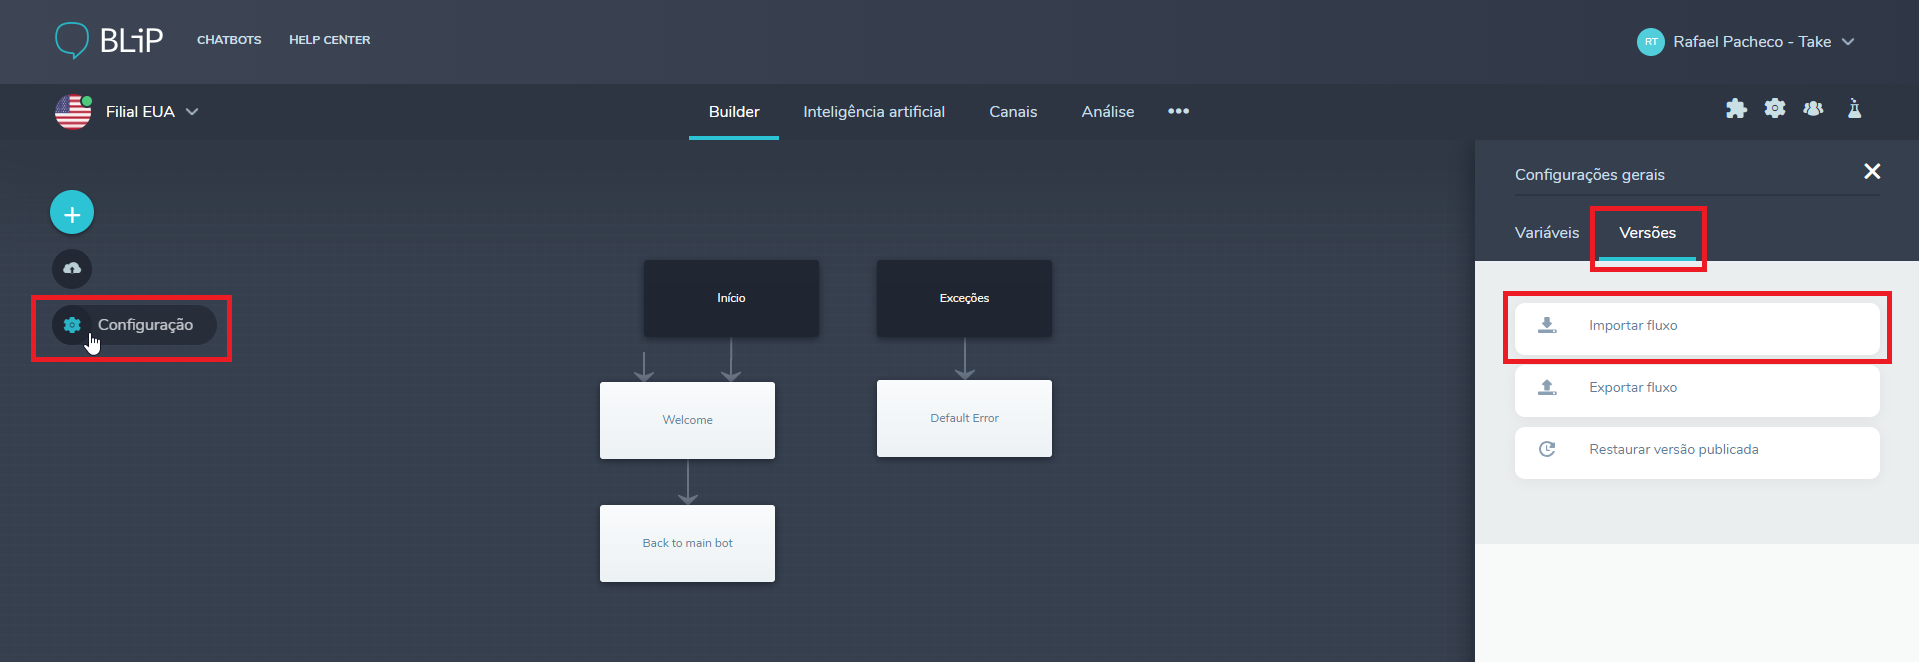 BLiP CHATBOTS HELP CENTER RT Rafael Pacheco - Take
Filial EUA Builder Inteligência artificial Canais Análise
Configurações gerais
Variáveis Versões
Configuração
Início Exceções
Welcome Default Error
Back to main bot
Importar fluxo
Exportar fluxo
Restaurar versão publicada